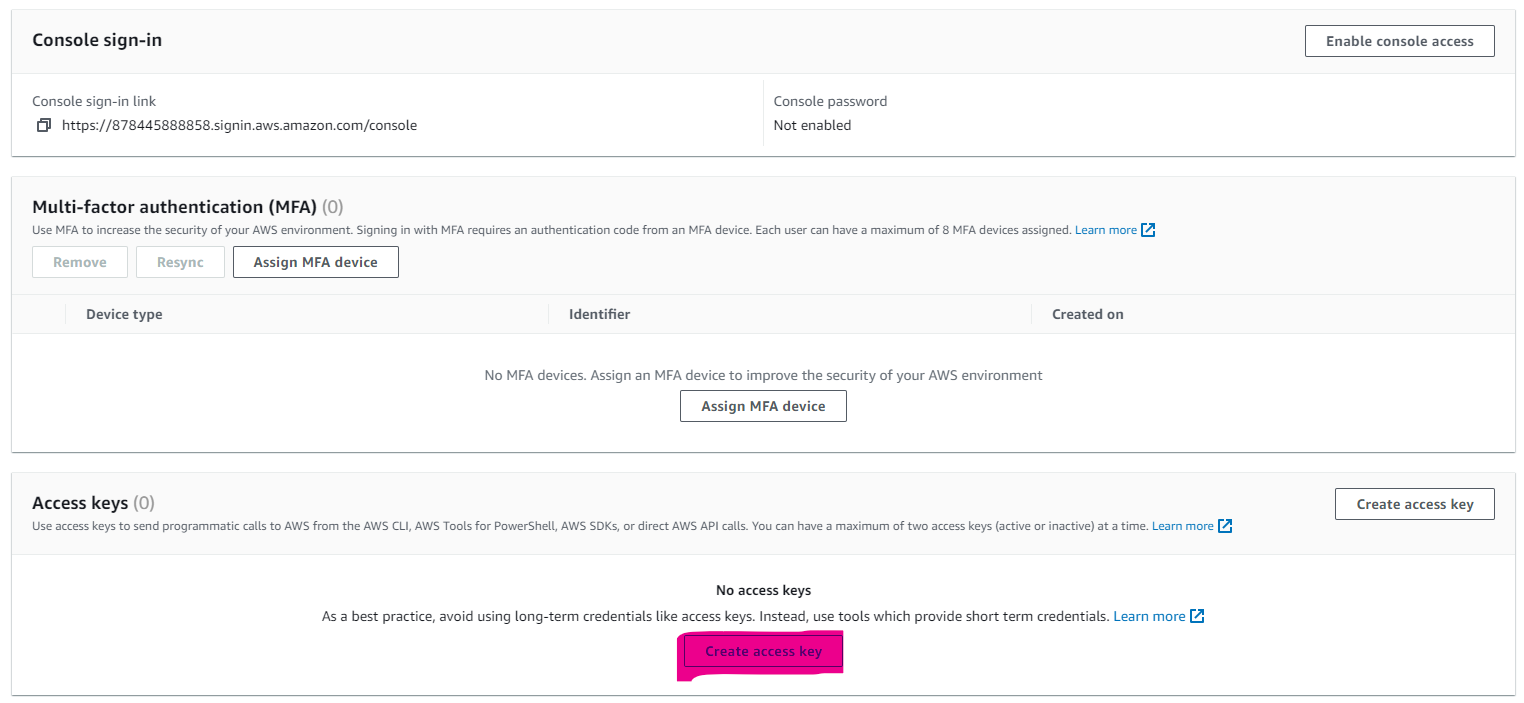 Console sign-in
Enable console access
Console sign-in link
https://878445888858.signin.aws.amazon.com/console
Console password
Not enabled
Multi-factor authentication (MFA) (0)
Use MFA to increase the security of your AWS environment. Signing in with MFA requires an authentication code from an MFA device. Each user can have a maximum of 8 MFA devices assigned. Learn more
Remove Resync Assign MFA device
Device type Identifier Created on
No MFA devices. Assign an MFA device to improve the security of your AWS environment
Assign MFA device
Access keys (0)
Create access key
Use access keys to send programmatic calls to AWS from the AWS CLI, AWS Tools for PowerShell, AWS SDKs, or direct AWS API calls. You can have a maximum of two access keys (active or inactive) at a time. Learn more
No access keys
As a best practice, avoid using long-term credentials like access keys. Instead, use tools which provide short term credentials. Learn more
Create access key